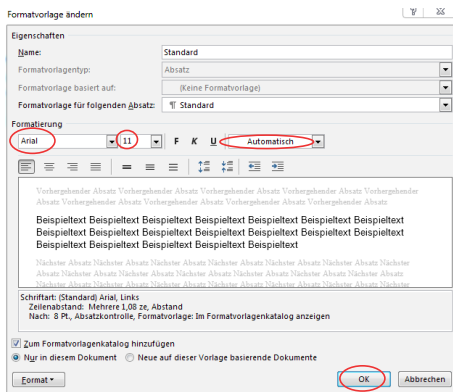 Formatvorlage ändern
Eigenschaften
Name: Standard
Formatvorlagentyp: Absatz
Formatvorlage basiert auf: (Keine Formatvorlage)
Formatvorlage für folgenden Absatz: ¶ Standard
Formatierung
Arial 11 F K U Automatisch
Vorhergehender Absatz Vorhergehender Absatz Vorhergehender Absatz Vorhergehender Absatz Vorhergehender
Absatz Vorhergehender Absatz Vorhergehender Absatz Vorhergehender Absatz Vorhergehender Absatz
Beispieltext Beispieltext Beispieltext Beispieltext Beispieltext Beispieltext Beispieltext
Beispieltext Beispieltext Beispieltext Beispieltext Beispieltext Beispieltext Beispieltext
Beispieltext Beispieltext Beispieltext Beispieltext Beispieltext
Nächster Absatz Nächster Absatz Nächster Absatz Nächster Absatz Nächster Absatz Nächster
Absatz Nächster Absatz Nächster Absatz Nächster Absatz Nächster Absatz Nächster Absatz Nächster
Absatz Nächster Absatz Nächster Absatz Nächster Absatz Nächster Absatz Nächster Absatz Nächster
Schriftart: (Standard) Arial, Links
Zeilenabstand: Mehrere 1,08 ze, Abstand
Nach: 8 Pt., Absatzkontrolle, Formatvorlage: Im Formatvorlagenkatalog anzeigen
Zum Formatvorlagenkatalog hinzufügen
Nur in diesem Dokument Neue auf dieser Vorlage basierende Dokumente
Format OK Abbrechen